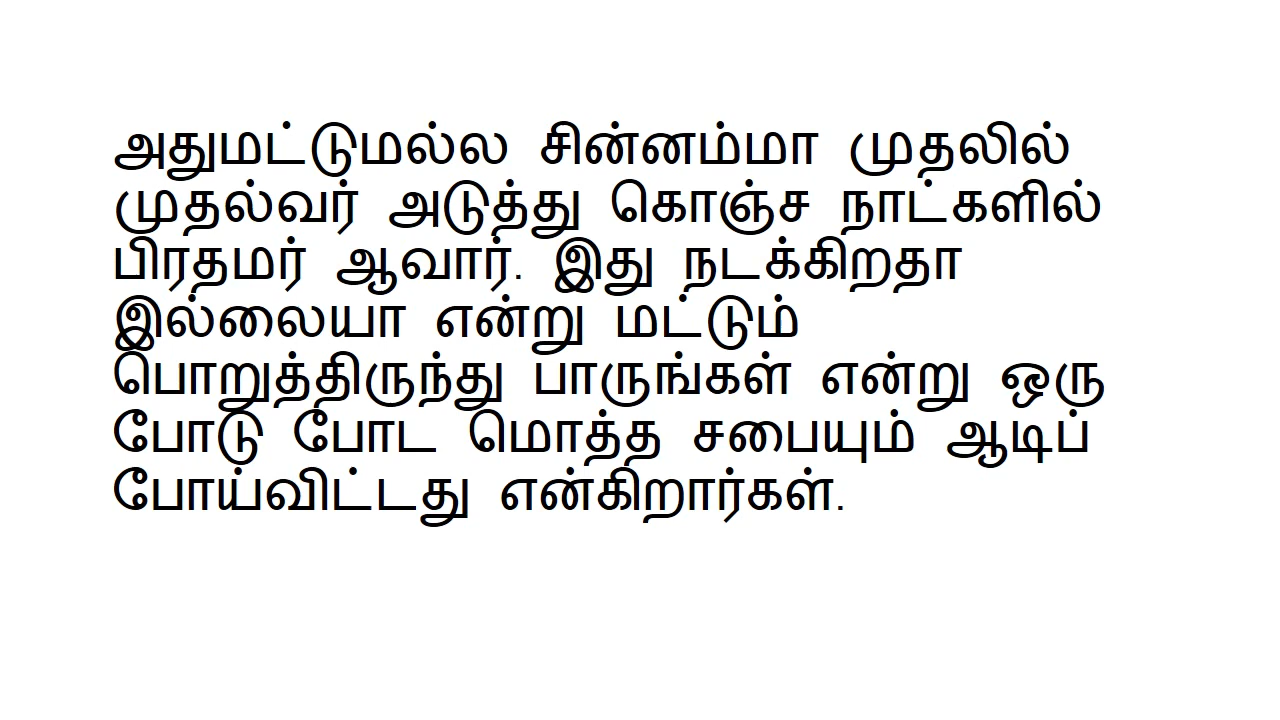 அதுமட்டுமல்ல சின்னம்மா முதலில்
முதல்வர் அடுத்து கொஞ்ச நாட்களில்
பிரதமர் ஆவார். இது நடக்கிறதா
இல்லையா என்று மட்டும்
பொறுத்திருந்து பாருங்கள் என்று ஒரு
போடு போட மொத்த சபையும் ஆடிப்
போய்விட்டது என்கிறார்கள்.